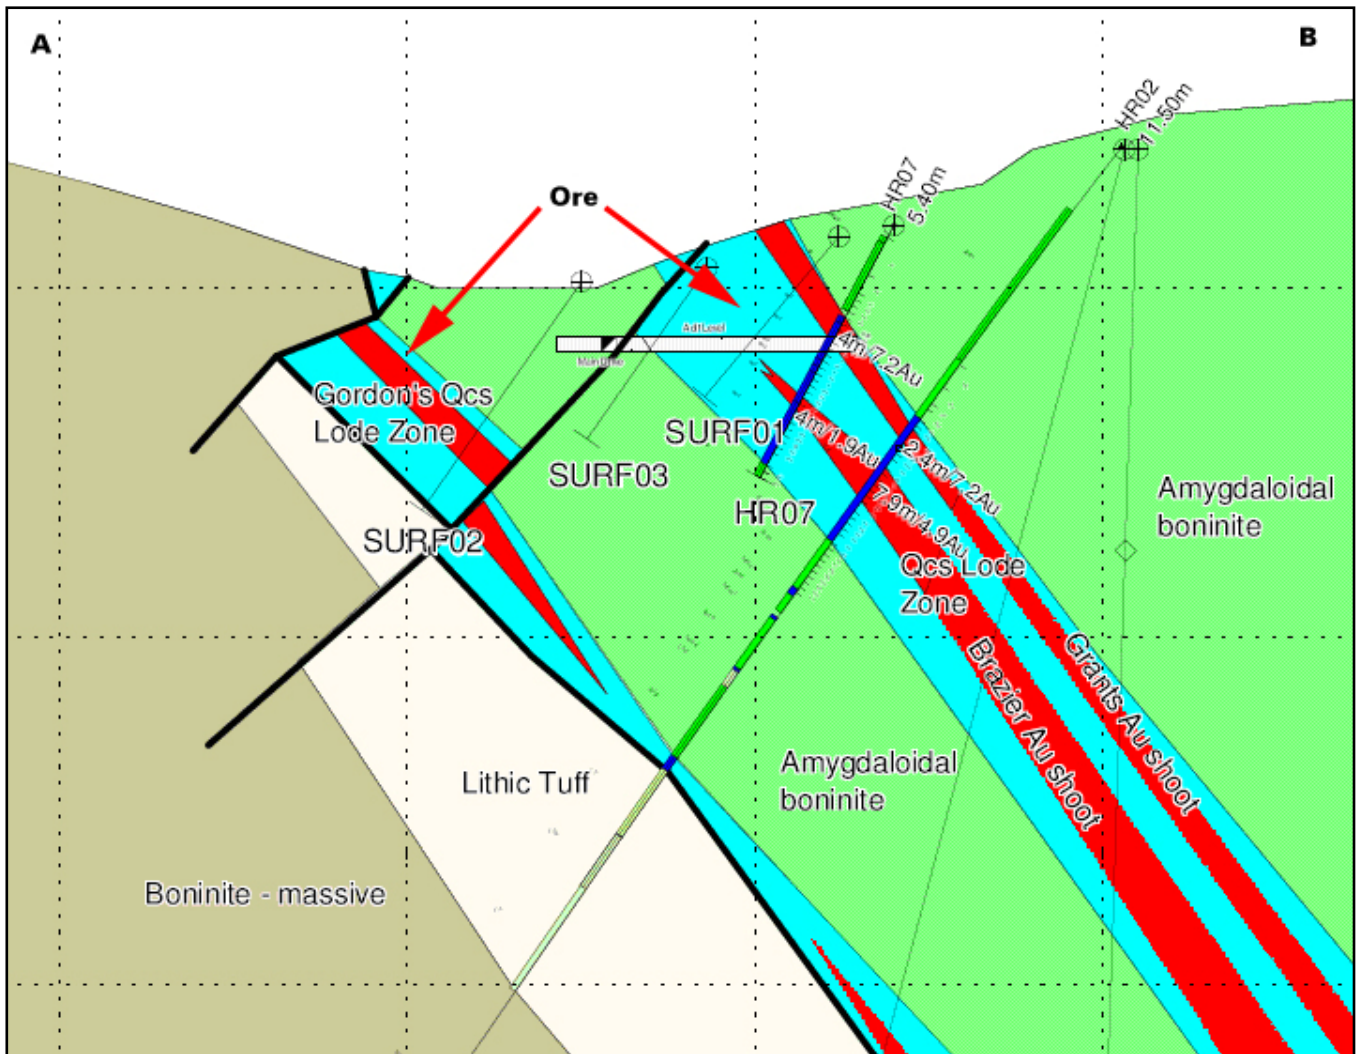 A
B
HR02
11.50m
HR07
5.40m
Ore
Adit Level
Main Drive
4m/7.2Au
Gordon's Qcs
Lode Zone
SURF01
4m/1.9Au
2.4m/7.2Au
SURF03
HR07
7.9m/4.9Au
SURF02
Amygdaloidal
boninite
Qcs Lode
Zone
Grants Au shoot
Brazier Au shoot
Amygdaloidal
boninite
Lithic Tuff
Boninite - massive